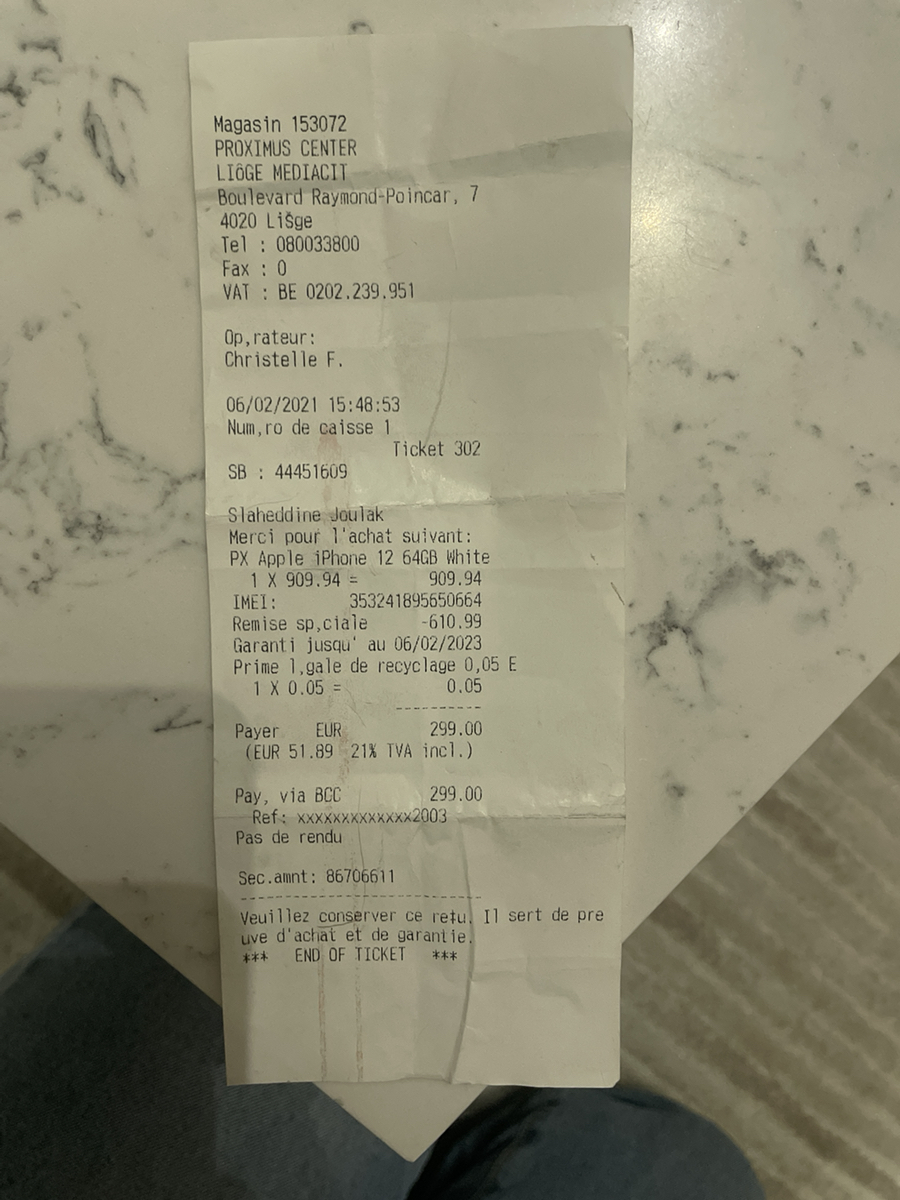 Magasin 153072
PROXIMUS CENTER
LIôGE MEDIACIT
Boulevard Raymond-Poincar, 7
4020 LiŠge
Tel : 080033800
Fax : 0
VAT : BE 0202.239.951
Op,rateur:
Christelle F.
06/02/2021 15:48:53
Num,ro de caisse 1
Ticket 302
SB : 44451609
Slaheddine Joulak
Merci pour l'achat suivant:
PX Apple iPhone 12 64GB White
1 X 909.94 = 909.94
IMEI: 353241895650664
Remise sp,ciale -610.99
Garanti jusqu' au 06/02/2023
Prime l,gale de recyclage 0,05 E
1 X 0.05 = 0.05
----------
Payer EUR 299.00
(EUR 51.89 21% TVA incl.)
Pay, via BCC 299.00
Ref: xxxxxxxxxxxxx2003
Pas de rendu
Sec.amnt: 86706611
----------------------------
Veuillez conserver ce re‡u. Il sert de pre
uve d'achat et de garantie.
*** END OF TICKET ***